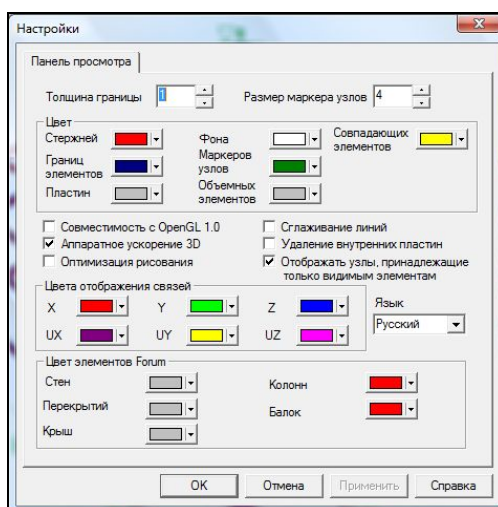 Настройки
Панель просмотра
Толщина границы 1 Размер маркера узлов 4
Цвет
Стержней Фона Совпадающих элементов
Границ элементов Маркеров узлов
Пластин Объемных элементов
Совместимость с OpenGL 1.0 Сглаживание линий
Аппаратное ускорение 3D Удаление внутренних пластин
Оптимизация рисования Отображать узлы, принадлежащие
только видимым элементам
Цвета отображения связей Язык
X Y Z
Русский
UX UY UZ
Цвет элементов Forum
Стен Колонн
Перекрытий Балок
Крыш
OK Отмена Применить Справка